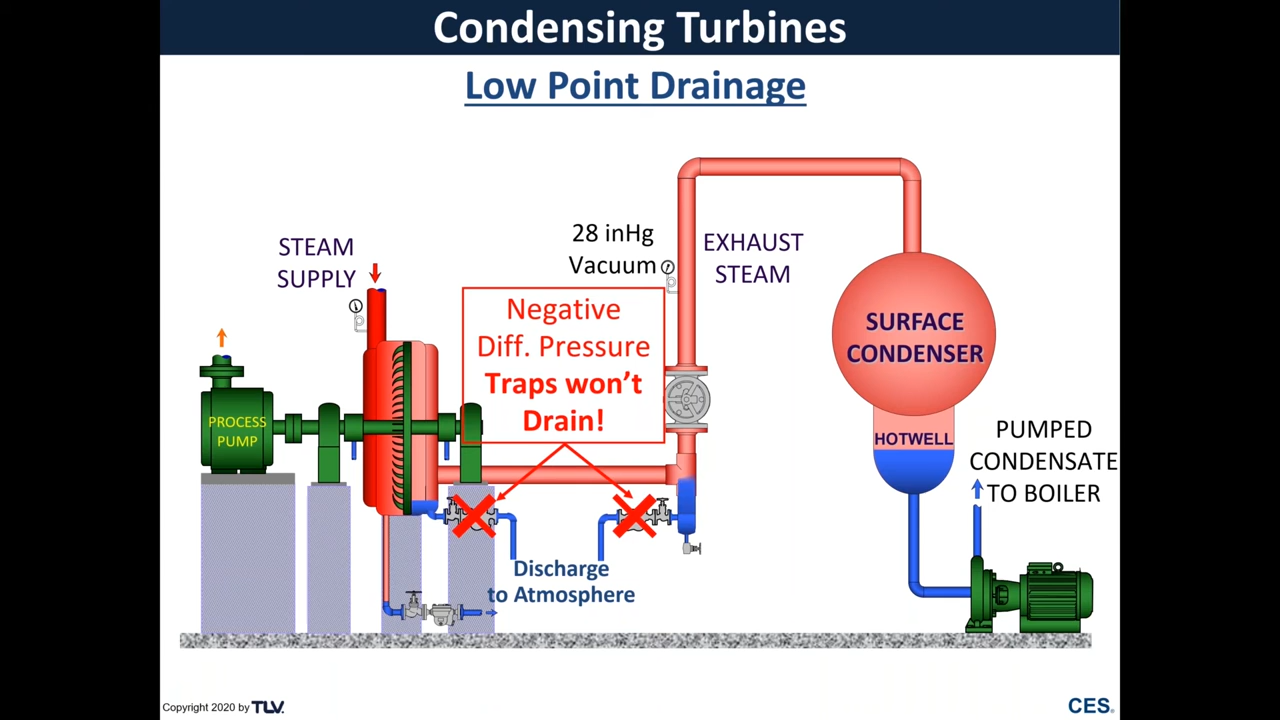 Condensing Turbines
Low Point Drainage
STEAM
SUPPLY
28 inHg
Vacuum
EXHAUST
STEAM
Negative
Diff. Pressure
Traps won't
Drain!
PROCESS
PUMP
SURFACE
CONDENSER
HOTWELL
PUMPED
CONDENSATE
TO BOILER
Discharge
to Atmosphere
Copyright 2020 by TLV.
CES